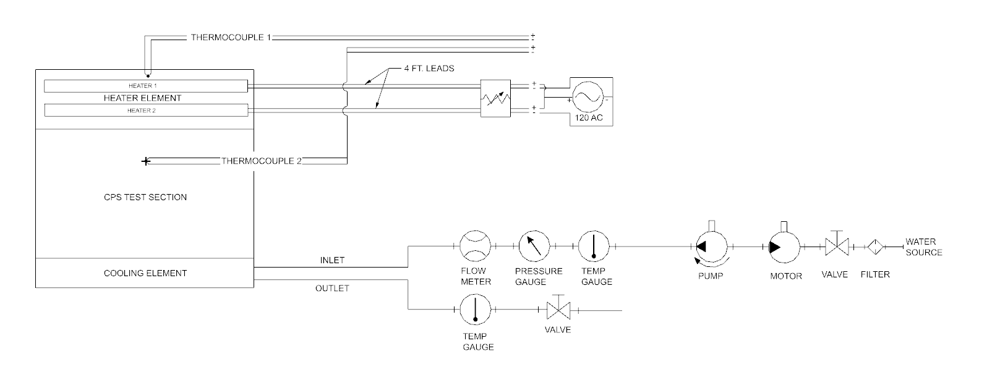 THERMOCOUPLE 1
+
-
+
-
4 FT. LEADS
HEATER 1
HEATER ELEMENT
HEATER 2
+
-
+
-
+
-
120 AC
THERMOCOUPLE 2
CPS TEST SECTION
COOLING ELEMENT
INLET
OUTLET
FLOW
METER
PRESSURE
GAUGE
TEMP
GAUGE
PUMP
MOTOR
VALVE
FILTER
WATER
SOURCE
TEMP
GAUGE
VALVE